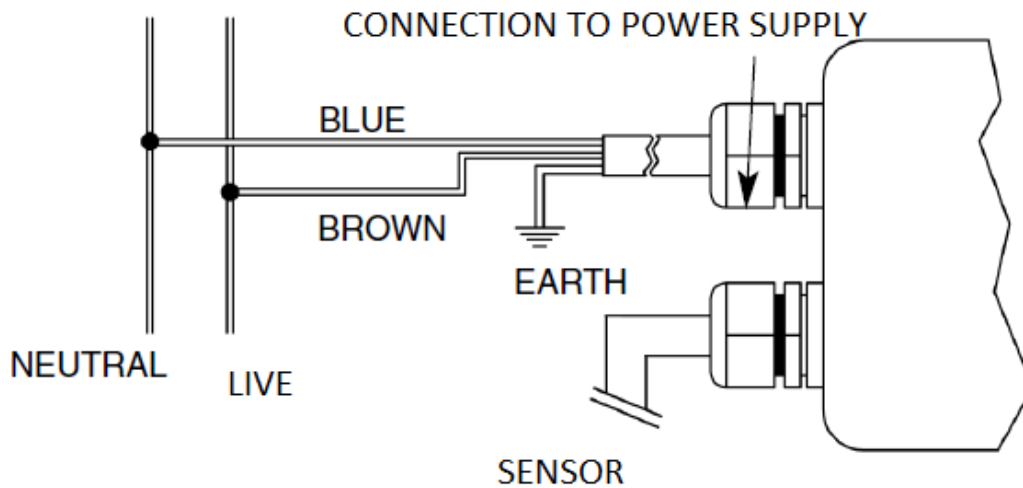 CONNECTION TO POWER SUPPLY
BLUE
BROWN
EARTH
NEUTRAL
LIVE
SENSOR